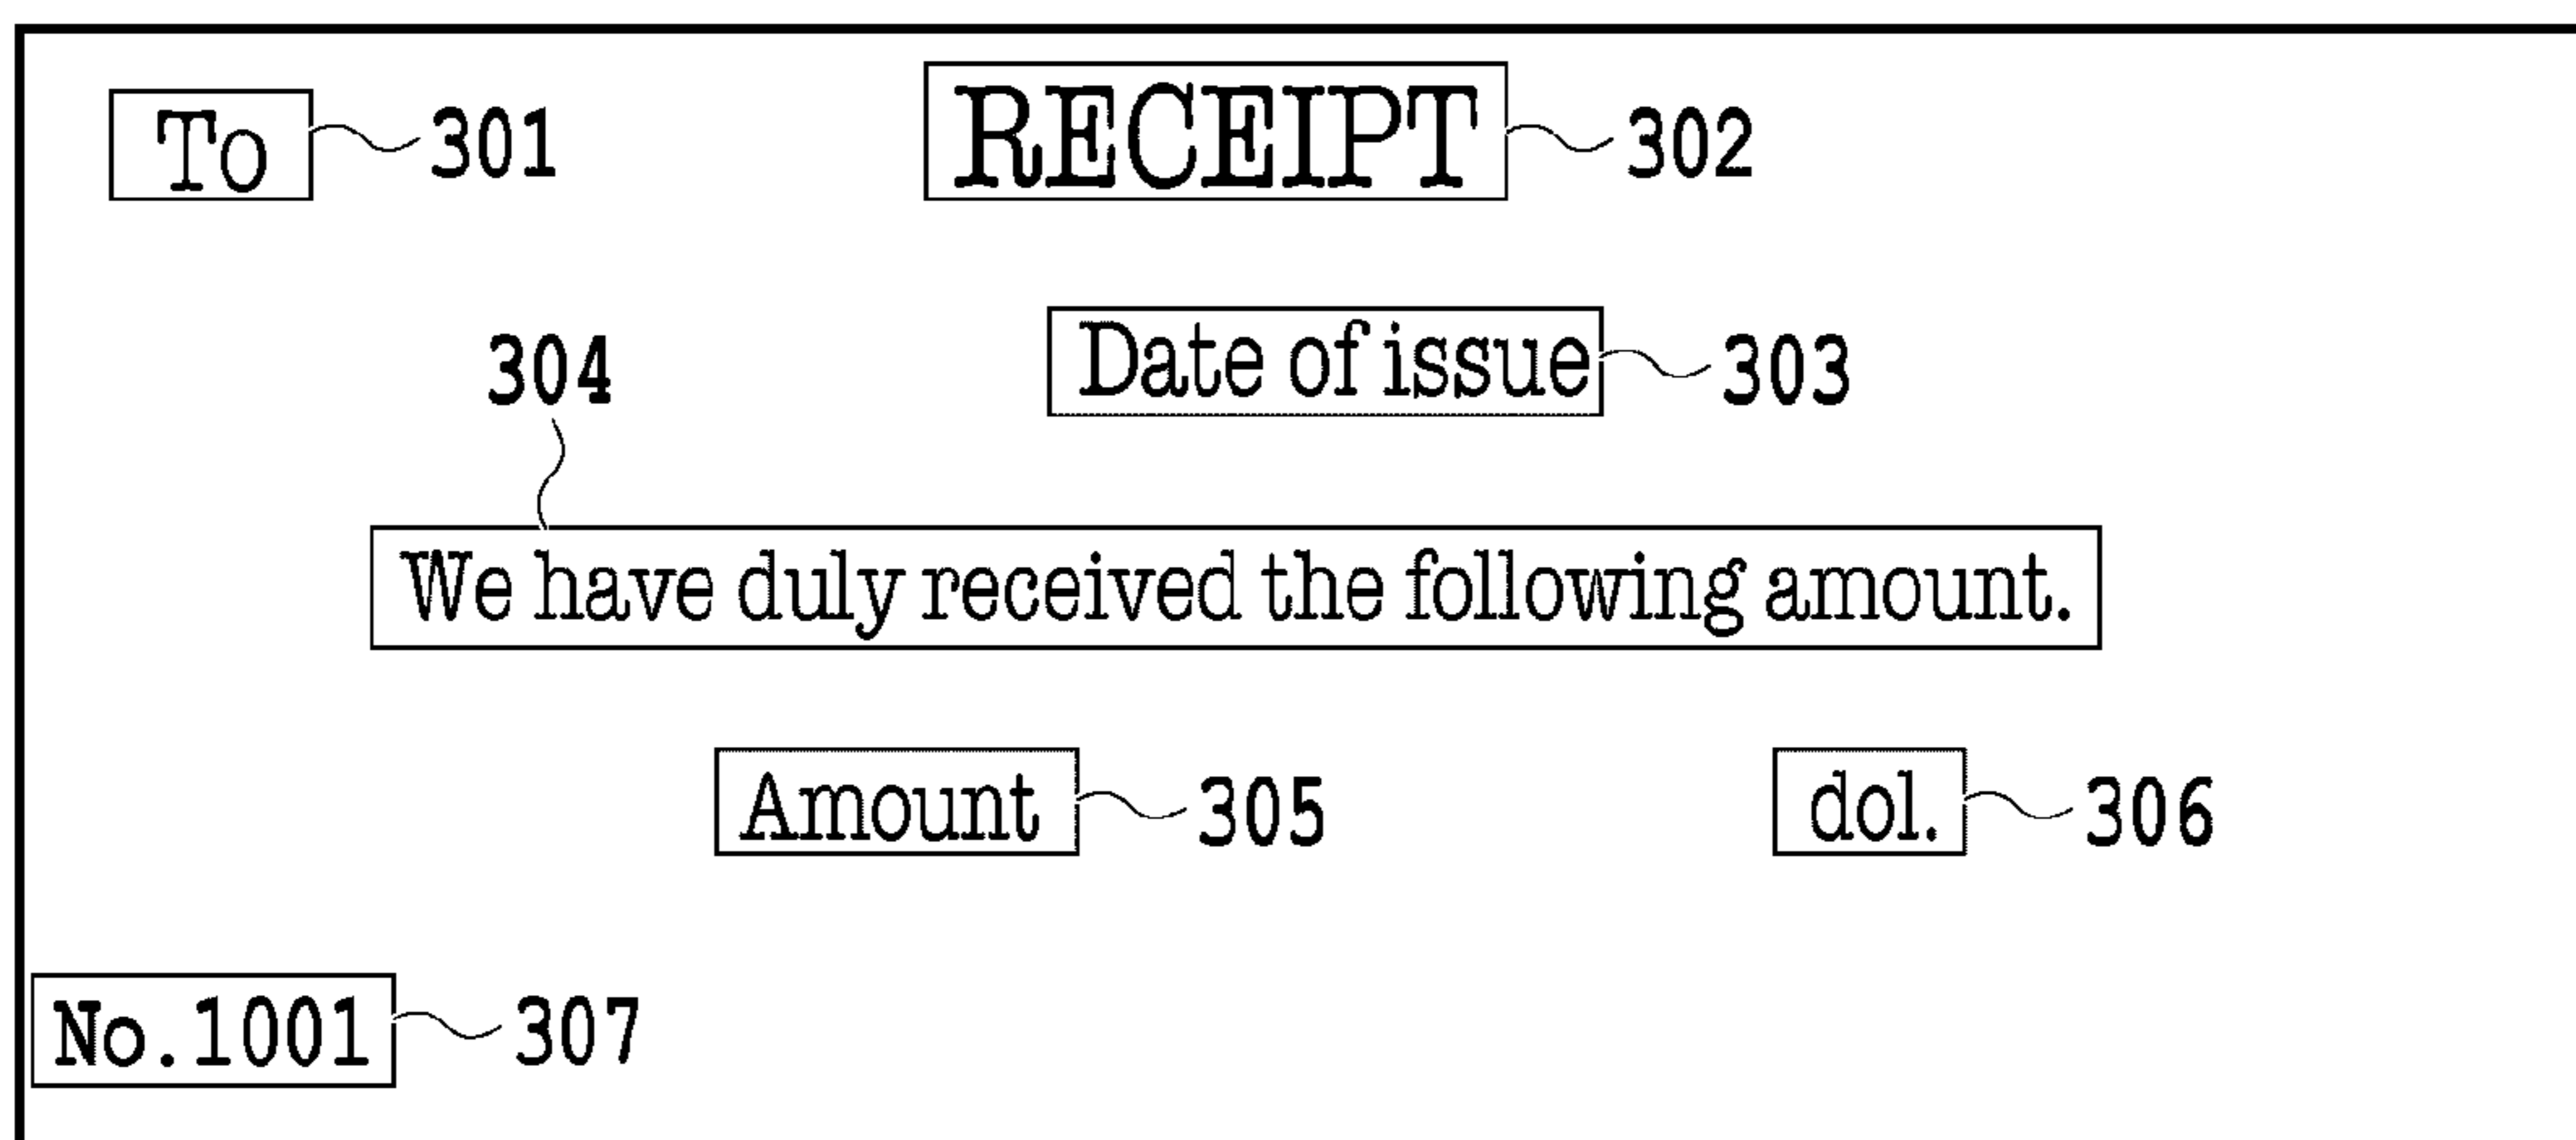 To 301 RECEIPT 302
304 Date of issue 303
We have duly received the following amount.
Amount 305 dol. 306
No.1001 307